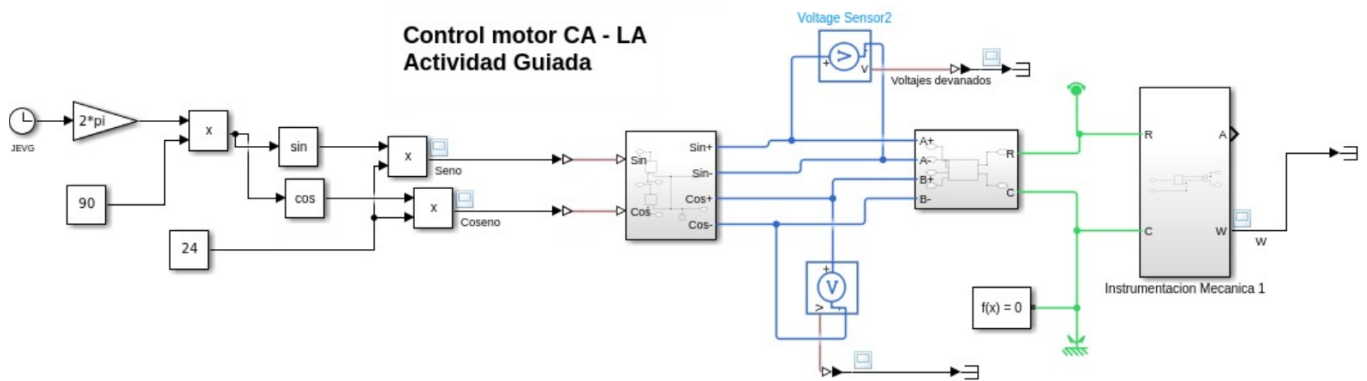 Control motor CA - LA
Actividad Guiada
Voltage Sensor2
V
+
V
Voltajes devanados
2*pi
JEVG
x
sin
x
Seno
90
cos
x
Coseno
24
Sin
Cos
Sin+
Sin-
Cos+
Cos-
A+
A-
B+
B-
R
C
R
C
A
W
W
Instrumentacion Mecanica 1
+
V
V
f(x) = 0